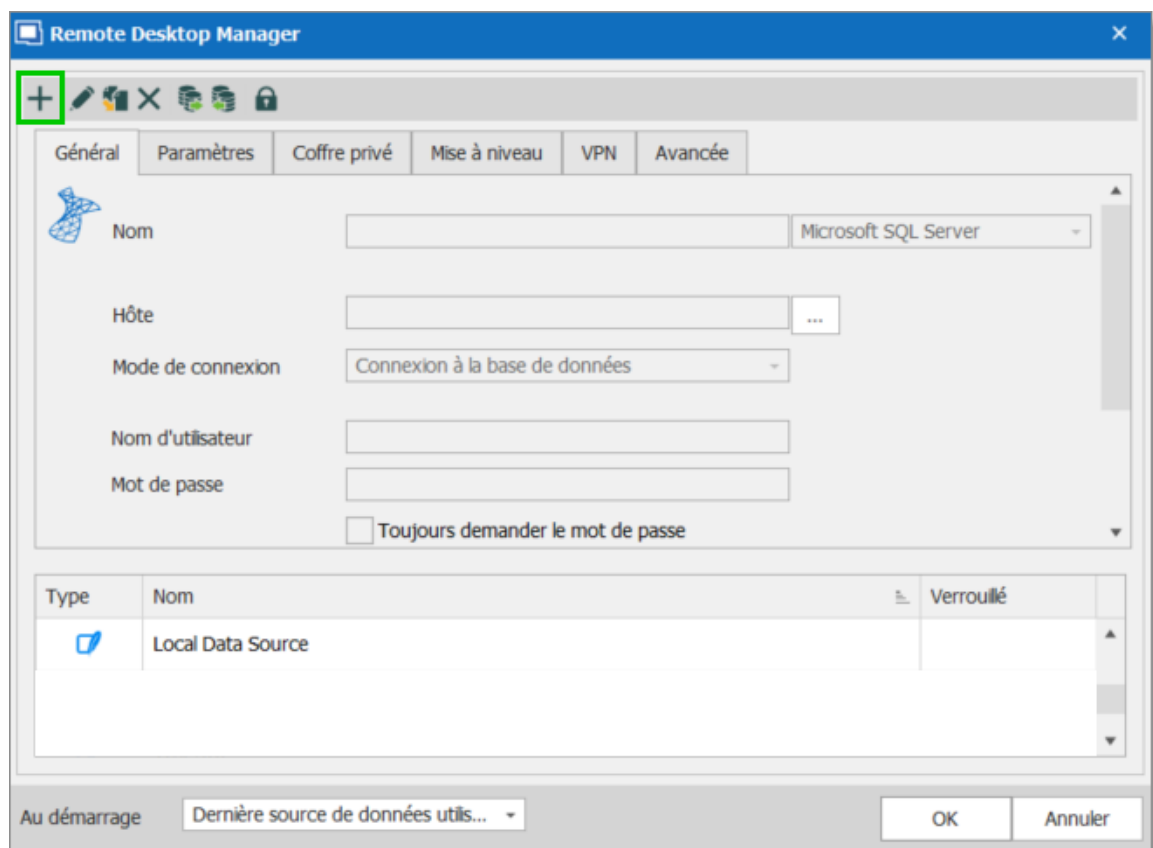 Remote Desktop Manager
Général Paramètres Coffre privé Mise à niveau VPN Avancée
Nom Microsoft SQL Server
Hôte ...
Mode de connexion Connexion à la base de données
Nom d'utilisateur
Mot de passe
Toujours demander le mot de passe
Type Nom Verrouillé
Local Data Source
Au démarrage Dernière source de données utilis... OK Annuler